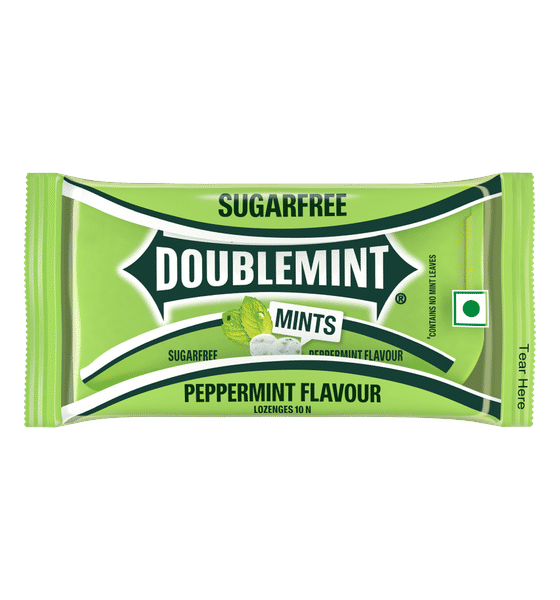 SUGARFREE
DOUBLEMINT®
MINTS
SUGARFREE
PEPPERMINT FLAVOUR
*CONTAINS NO MINT LEAVES
PEPPERMINT FLAVOUR
LOZENGES 10 N
Tear Here